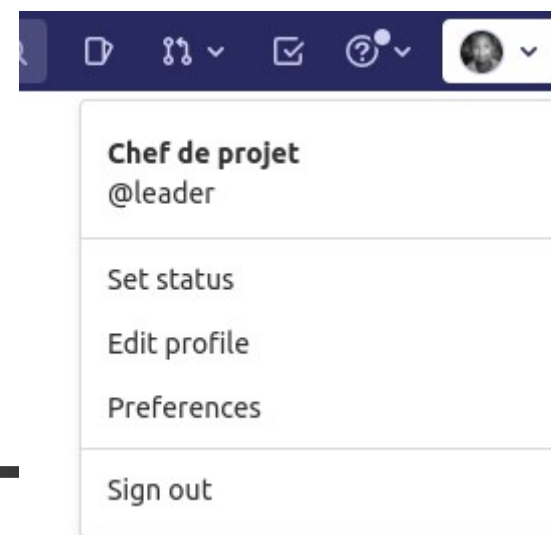 Chef de projet
@leader
Set status
Edit profile
Preferences
Sign out